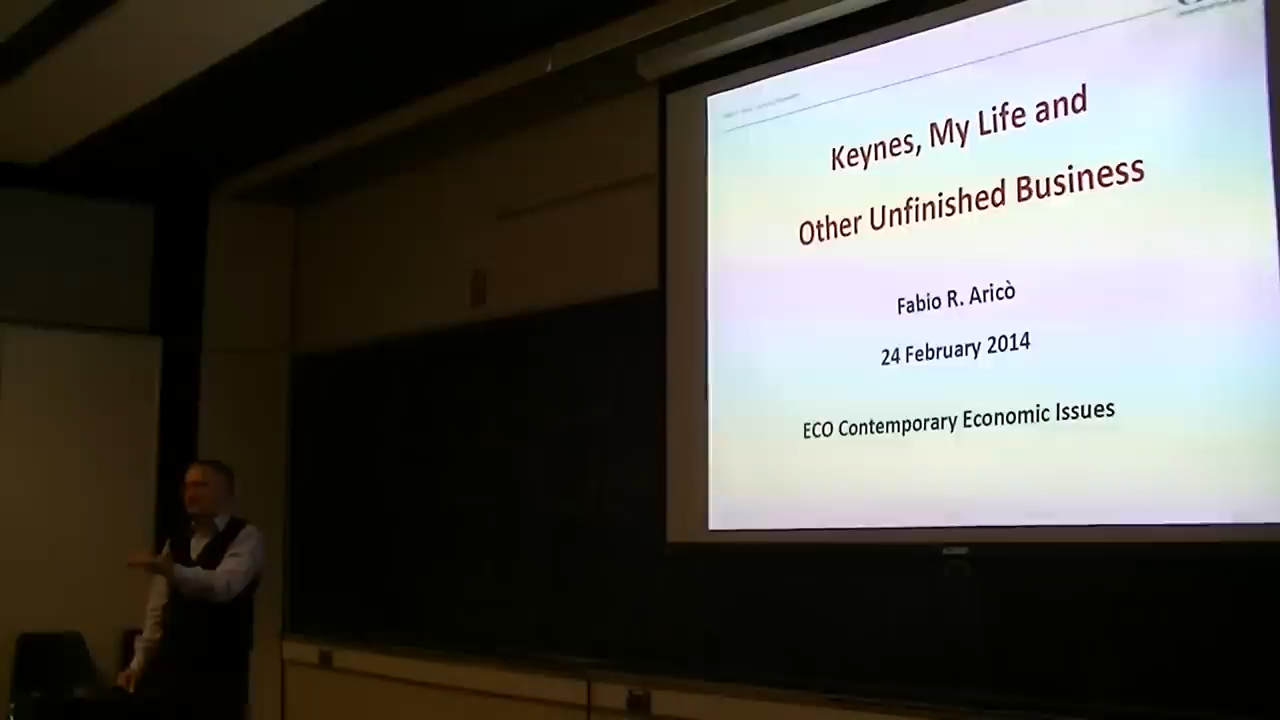 Keynes, My Life and
Other Unfinished Business
Fabio R. Aricò
24 February 2014
ECO Contemporary Economic Issues